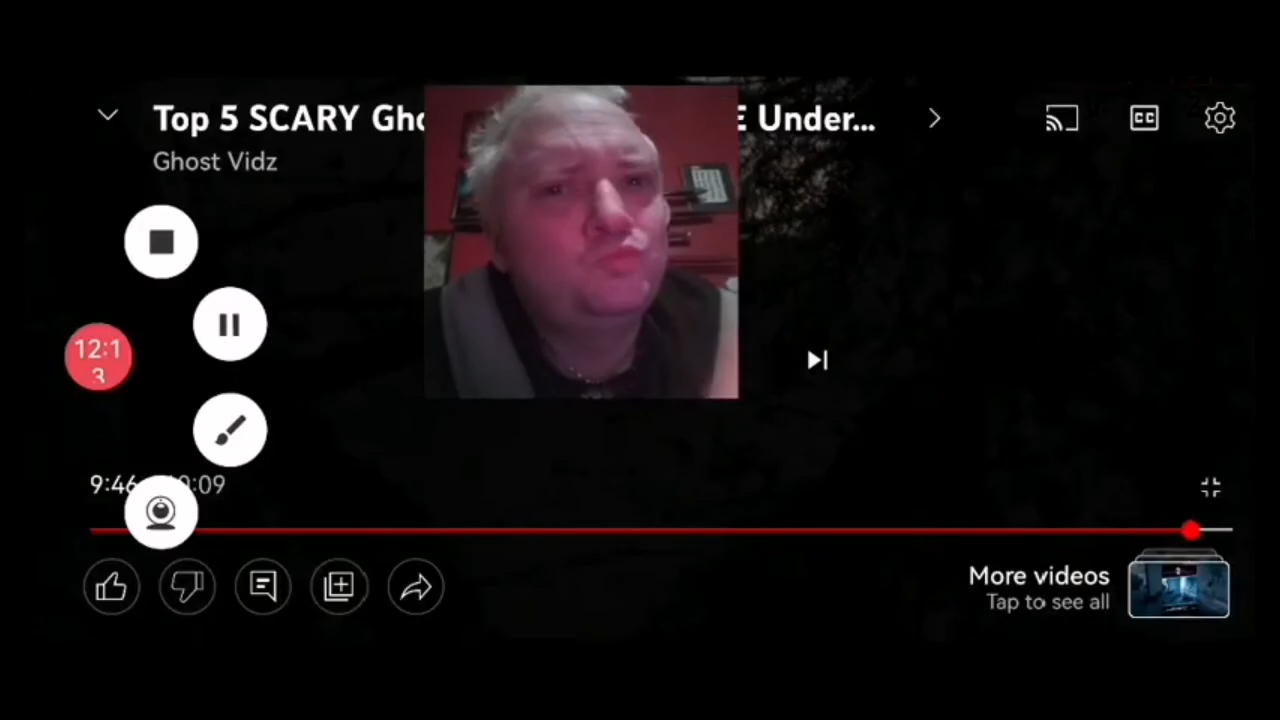 Top 5 SCARY Gho E Under...
Ghost Vidz
CC
12:1
3
9:46 :09
More videos
Tap to see all